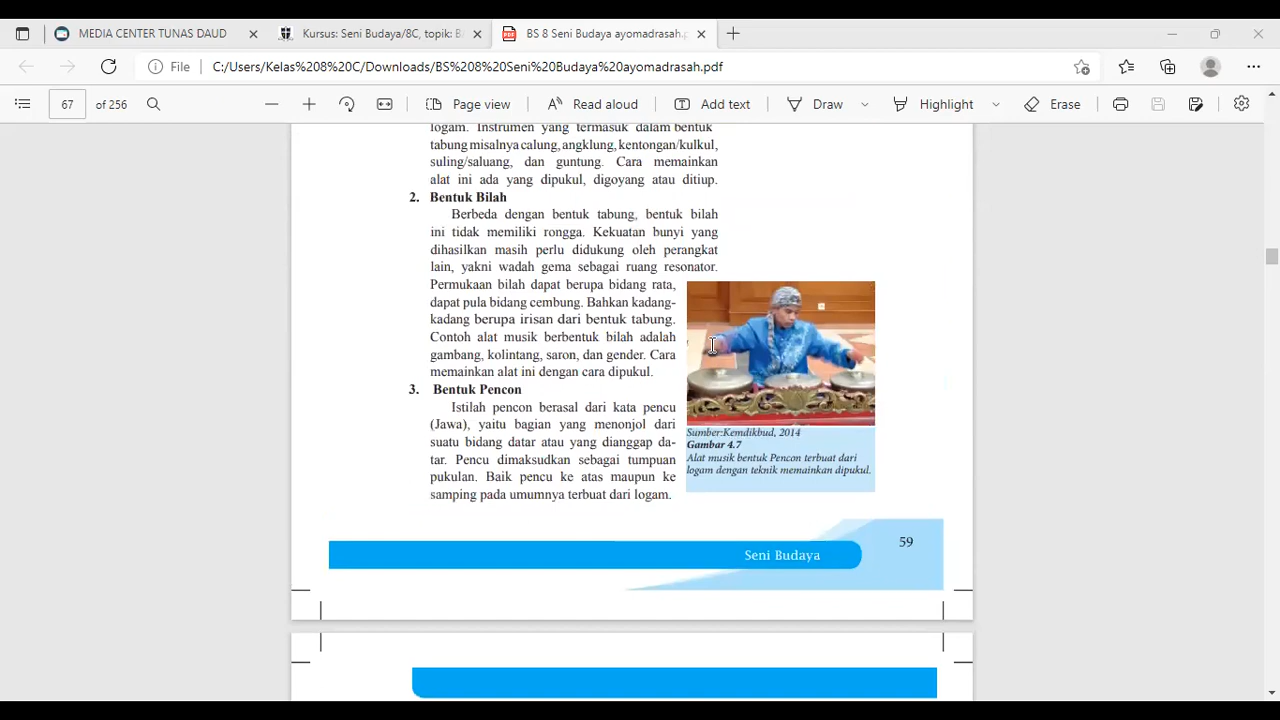 MEDIA CENTER TUNAS DAUD
Kursus: Seni Budaya/8C, topik: BA
BS 8 Seni Budaya ayomadrasah.p
File
C:/Users/Kelas%208%20C/Downloads/BS%208%20Seni%20Budaya%20ayomadrasah.pdf
67 of 256
Page view
Read aloud
Add text
Draw
Highlight
Erase
logam. Instrumen yang termasuk dalam bentuk
tabung misalnya calung, angklung, kentongan/kulkul,
suling/saluang, dan guntung. Cara memainkan
alat ini ada yang dipukul, digoyang atau ditiup.
2. Bentuk Bilah
Berbeda dengan bentuk tabung, bentuk bilah
ini tidak memiliki rongga. Kekuatan bunyi yang
dihasilkan masih perlu didukung oleh perangkat
lain, yakni wadah gema sebagai ruang resonator.
Permukaan bilah dapat berupa bidang rata,
dapat pula bidang cembung. Bahkan kadang-
kadang berupa irisan dari bentuk tabung.
Contoh alat musik berbentuk bilah adalah
gambang, kolintang, saron, dan gender. Cara
memainkan alat ini dengan cara dipukul.
3. Bentuk Pencon
Istilah pencon berasal dari kata pencu
(Jawa), yaitu bagian yang menonjol dari
suatu bidang datar atau yang dianggap da-
tar. Pencu dimaksudkan sebagai tumpuan
pukulan. Baik pencu ke atas maupun ke
samping pada umumnya terbuat dari logam.
Sumber:Kemdikbud, 2014
Gambar 4.7
Alat musik bentuk Pencon terbuat dari
logam dengan teknik memainkan dipukul.
Seni Budaya
59